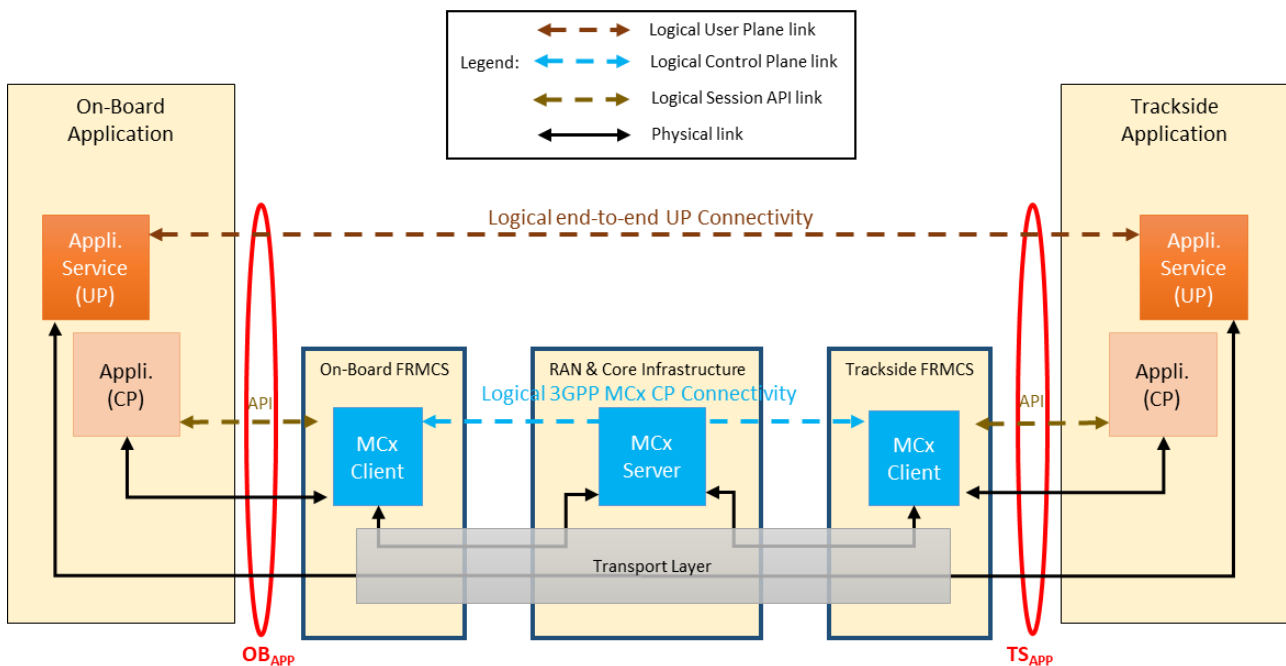 Legend:
Logical User Plane link
Logical Control Plane link
Logical Session API link
Physical link
On-Board
Application
Trackside
Application
Logical end-to-end UP Connectivity
Appli.
Service
(UP)
Appli.
Service
(UP)
Appli.
(CP)
Appli.
(CP)
On-Board FRMCS
RAN & Core Infrastructure
Trackside FRMCS
Logical 3GPP MCx CP Connectivity
API
API
MCx
Client
MCx
Server
MCx
Client
Transport Layer
OBAPP
TSAPP